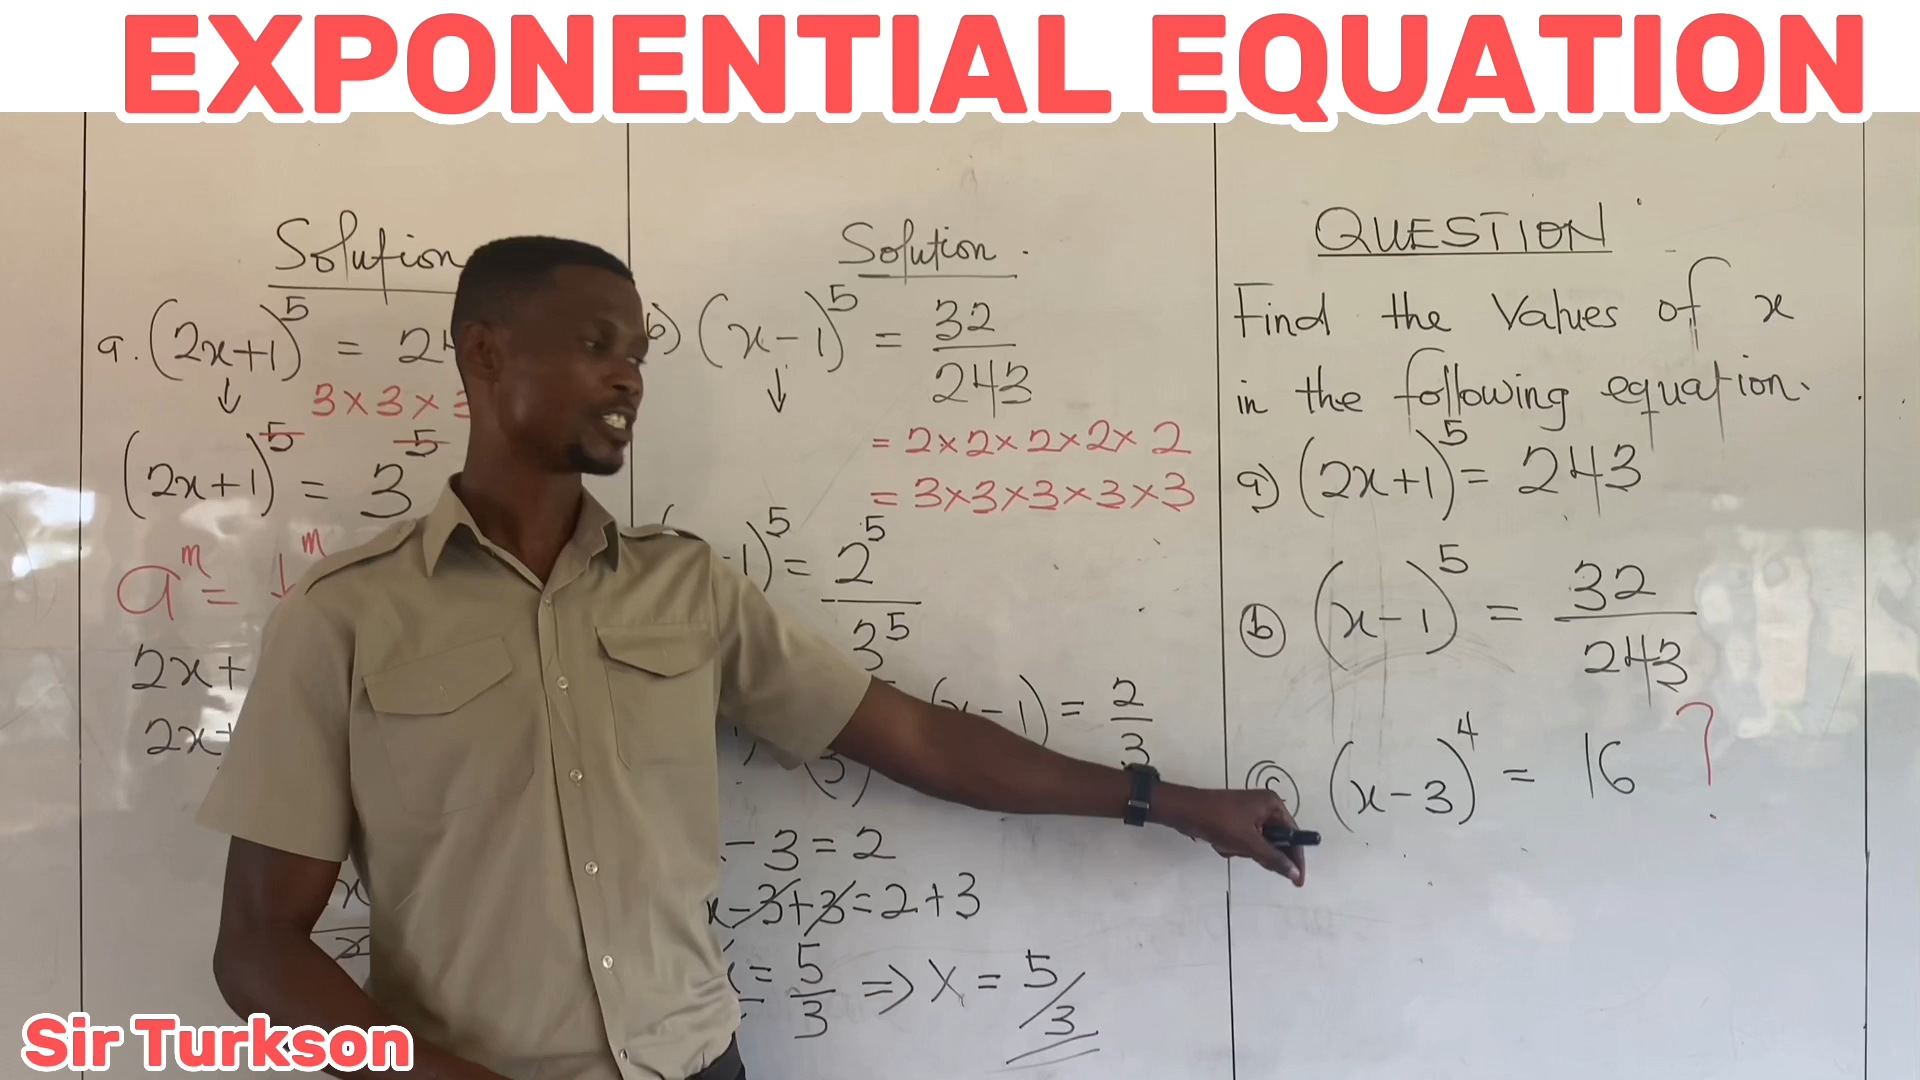 EXPONENTIAL EQUATION
Solution
a. (2x+1)^5 = 24
3×3×3
(2x+1)^5 = 3^5
a^m = b^m
2x+
2x+
x
Solution.
b) (x-1)^5 = 32/243
= 2×2×2×2×2
= 3×3×3×3×3
-1)^5 = 2^5/3^5
(x-1) = 2/3
- 3 = 2
x-3+3=2+3
x = 5/3 => x = 5/3
QUESTION
Find the values of x
in the following equation.
a) (2x+1)^5 = 243
b (x-1)^5 = 32/243
c (x-3)^4 = 16 ?
Sir Turkson